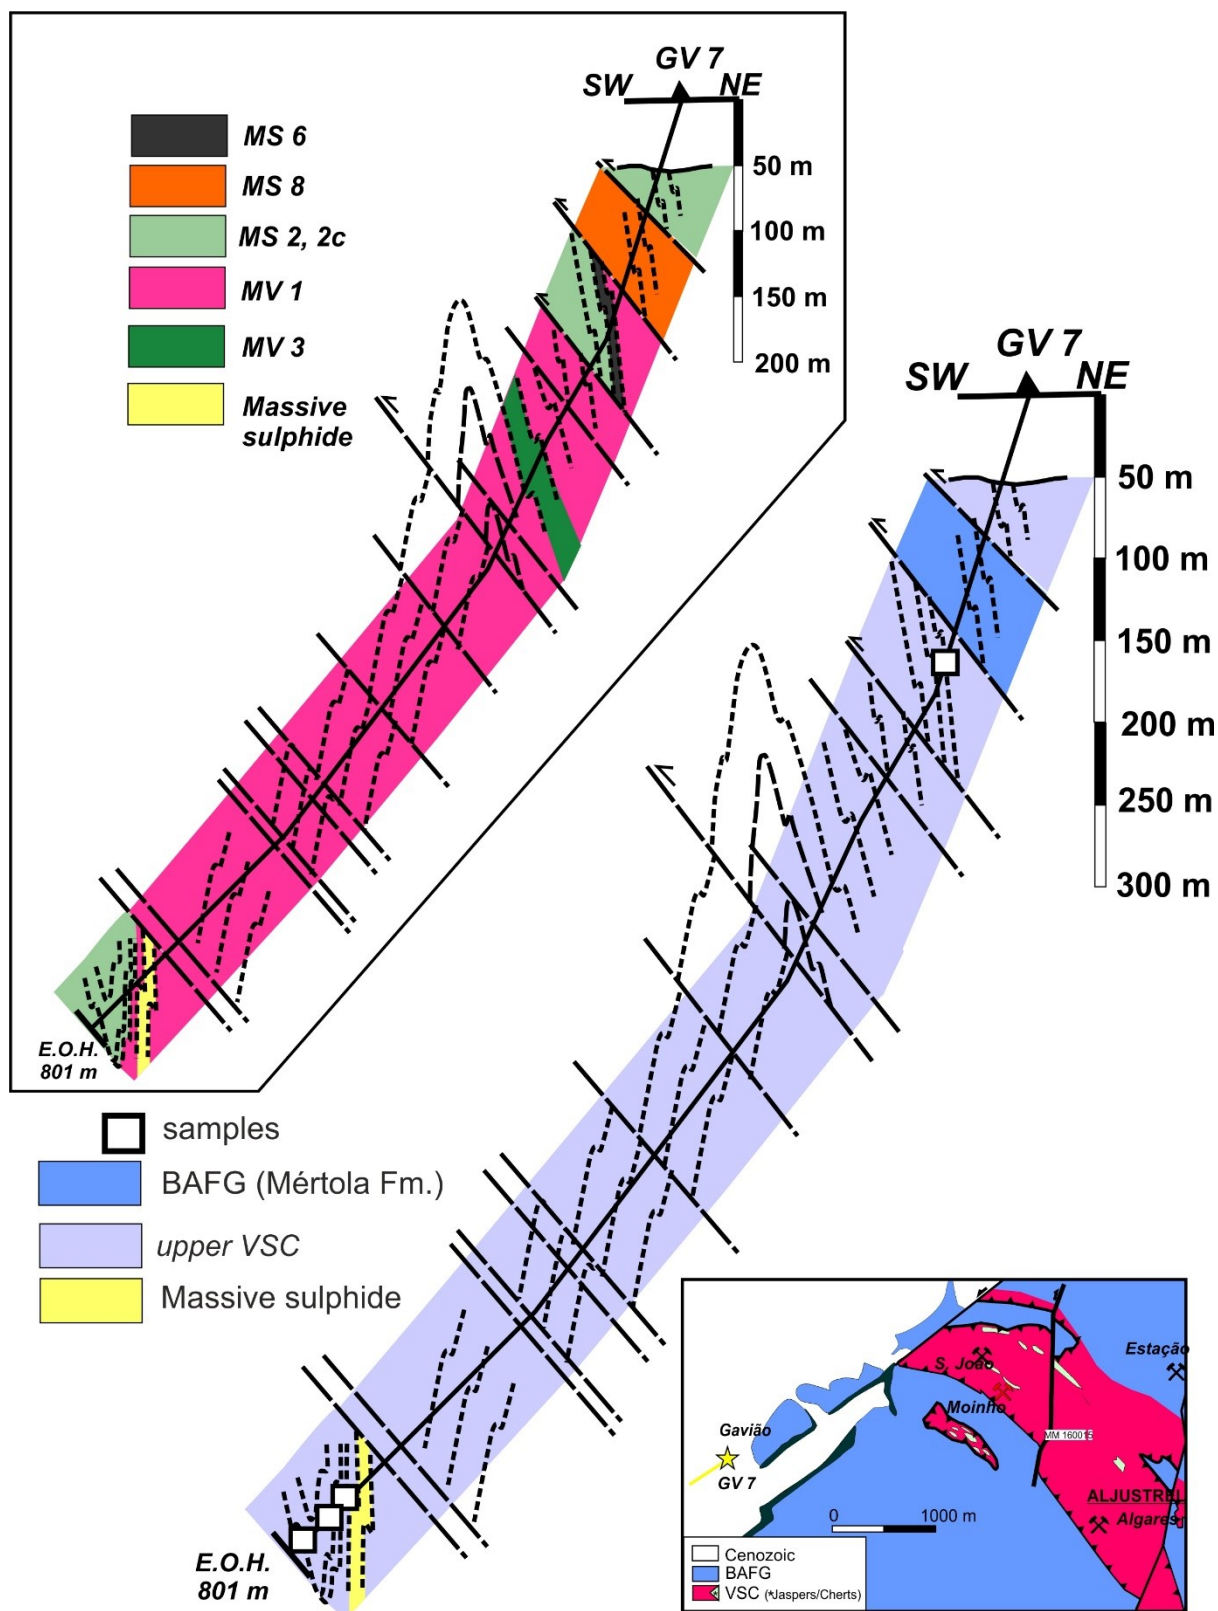 GV 7
SW NE
MS 6
MS 8
MS 2, 2c
MV 1
MV 3
Massive
sulphide
50 m
100 m
150 m
200 m
E.O.H.
801 m
GV 7
SW NE
50 m
100 m
150 m
200 m
250 m
300 m
samples
BAFG (Mértola Fm.)
upper VSC
Massive sulphide
E.O.H.
801 m
Estação
S. João
Moinho
Gavião
MM 160015
GV 7
ALJUSTREL
Algares
0 1000 m
Cenozoic
BAFG
VSC (*Jaspers/Cherts)